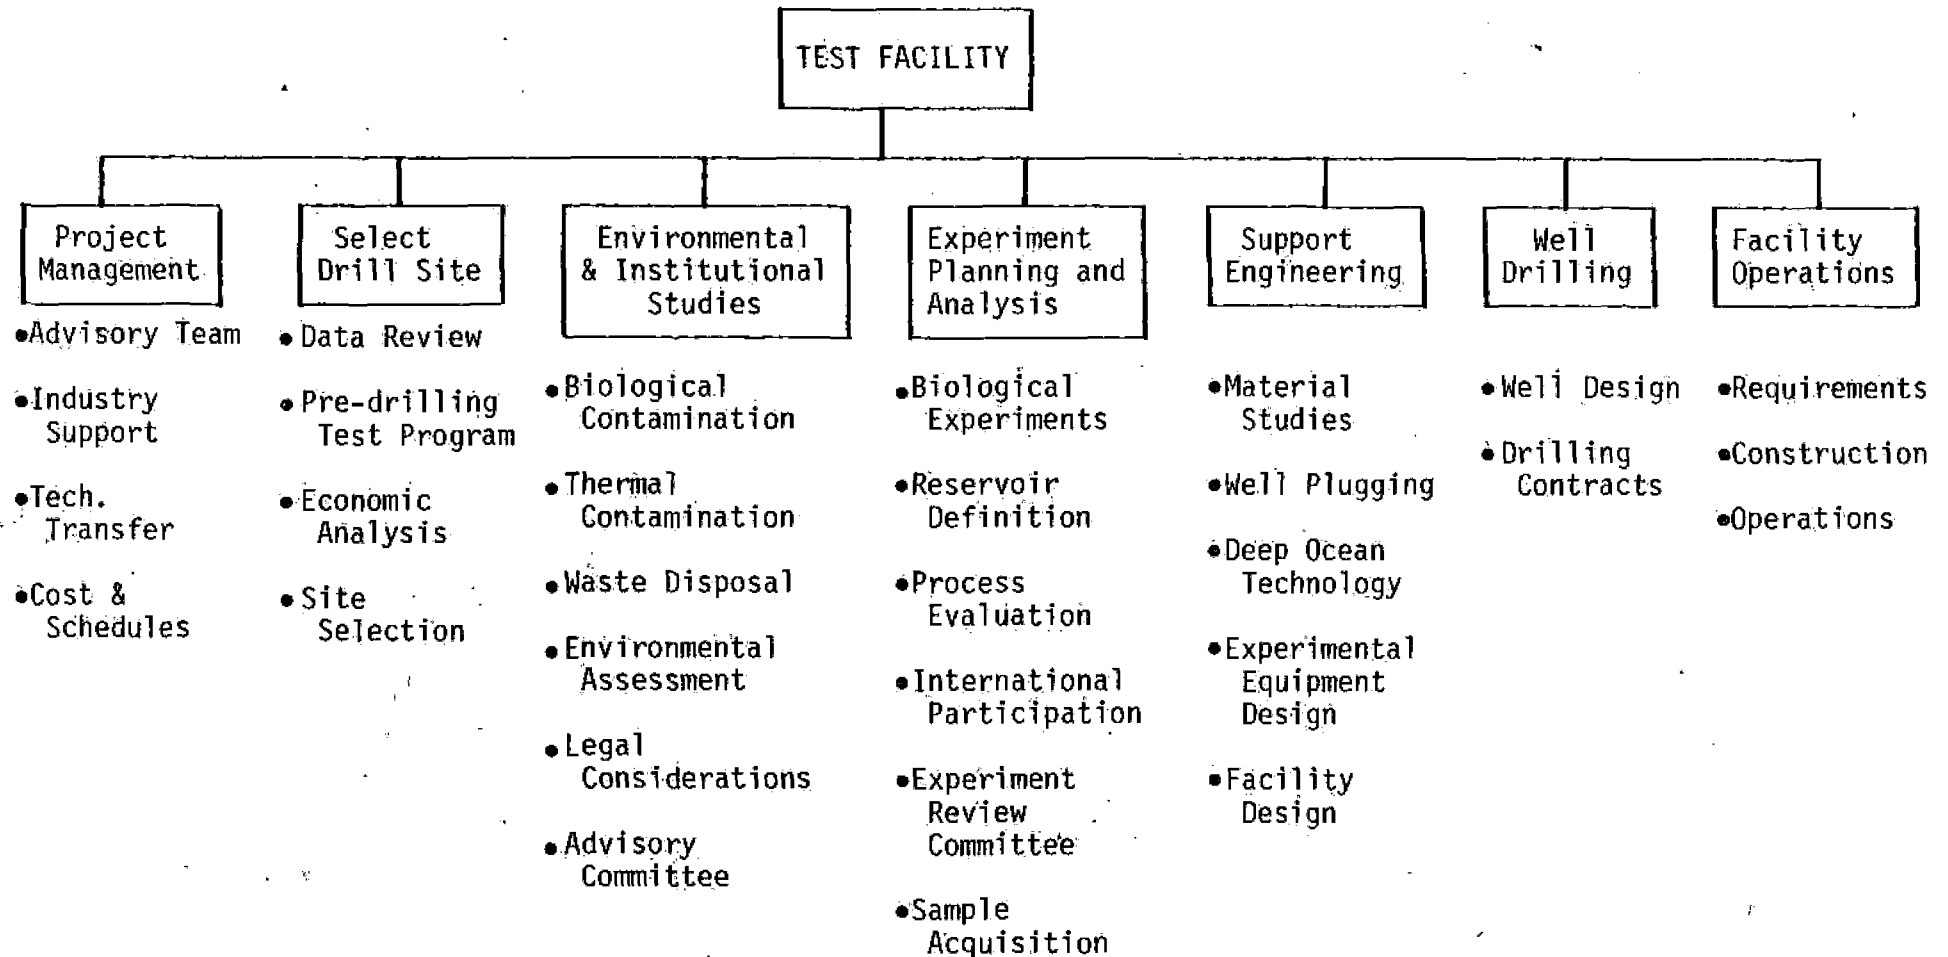 TEST FACILITY
Project
Management
●Advisory Team
●Industry
Support
●Tech.
Transfer
●Cost &
Schedules
Select
Drill Site
●Data Review
●Pre-drilling
Test Program
●Economic
Analysis
●Site
Selection
Environmental
& Institutional
Studies
●Biological
Contamination
●Thermal
Contamination
●Waste Disposal
●Environmental
Assessment
●Legal
Considerations
●Advisory
Committee
Experiment
Planning and
Analysis
●Biological
Experiments
●Reservoir
Definition
●Process
Evaluation
●International
Participation
●Experiment
Review
Committee
●Sample
Acquisition
Support
Engineering
●Material
Studies
●Well Plugging
●Deep Ocean
Technology
●Experimental
Equipment
Design
●Facility
Design
Well
Drilling
●Well Design
●Drilling
Contracts
Facility
Operations
●Requirements
●Construction
●Operations